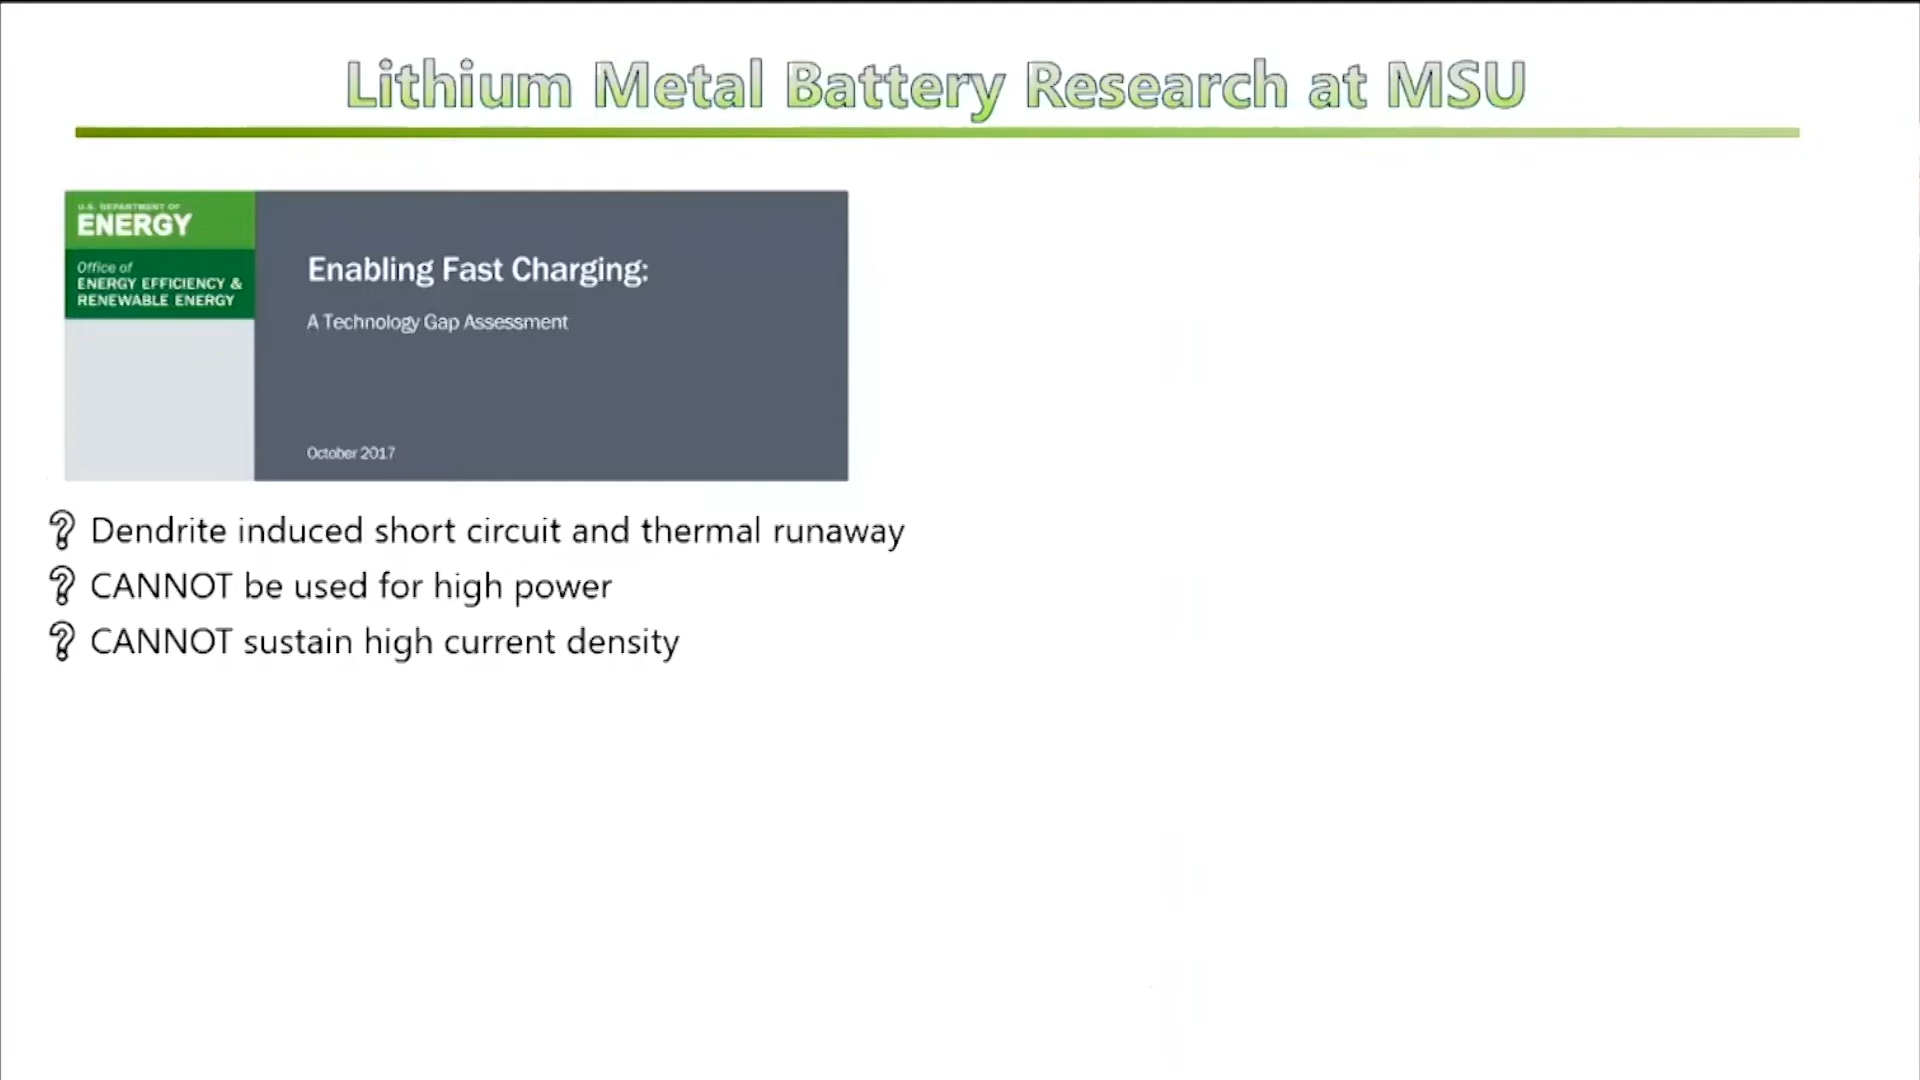 Lithium Metal Battery Research at MSU
U.S. DEPARTMENT OF
ENERGY
Office of
ENERGY EFFICIENCY &
RENEWABLE ENERGY
Enabling Fast Charging:
A Technology Gap Assessment
October 2017
? Dendrite induced short circuit and thermal runaway
? CANNOT be used for high power
? CANNOT sustain high current density